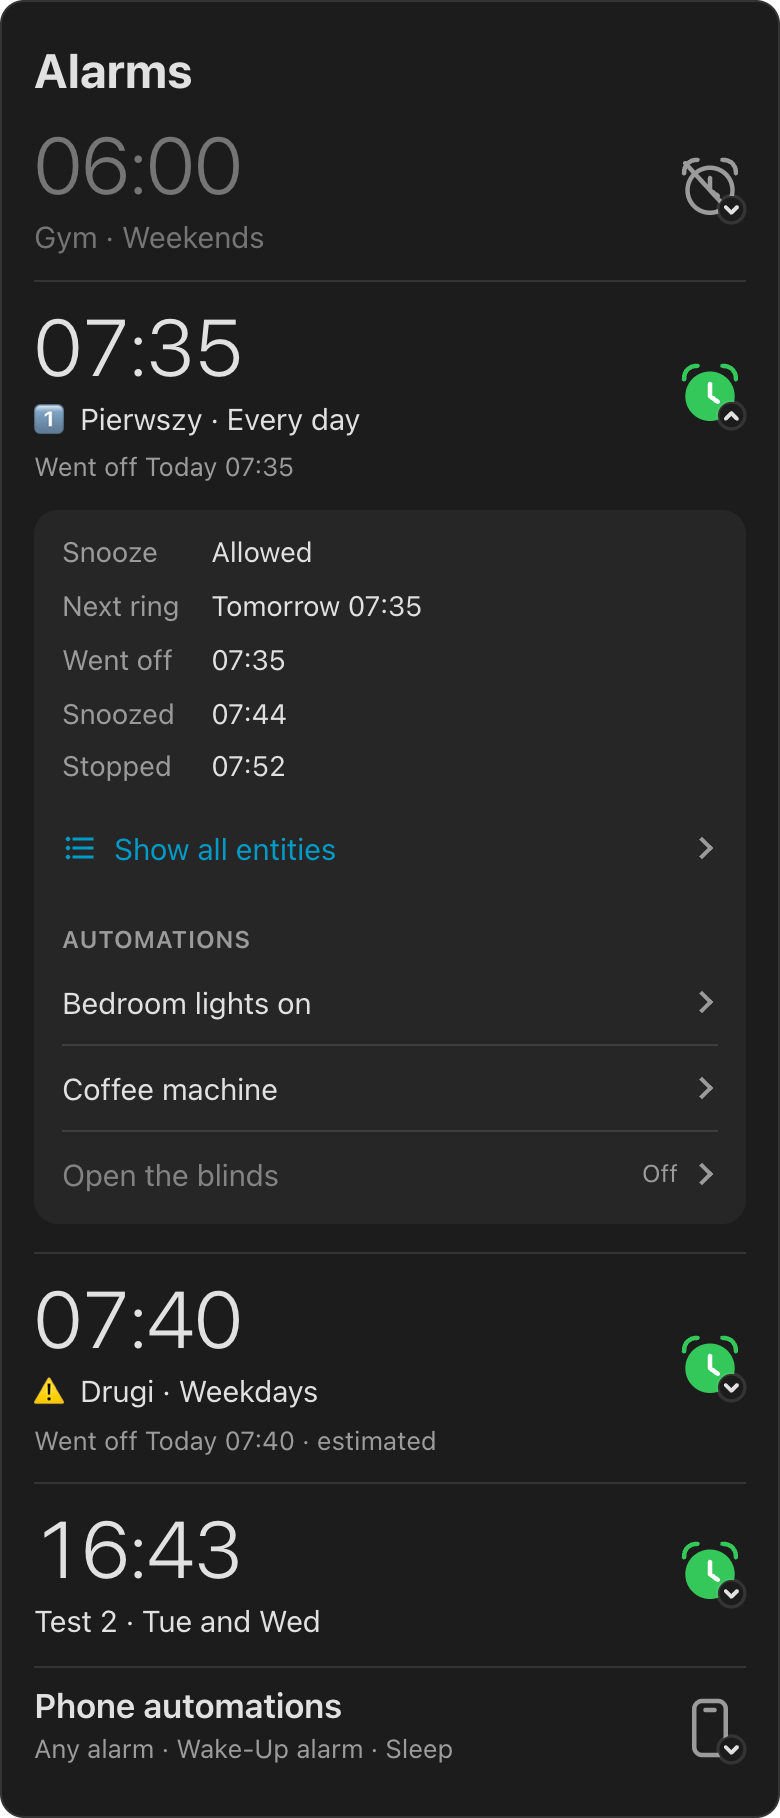 Alarms
06:00
Gym · Weekends
07:35
1️⃣ Pierwszy · Every day
Went off Today 07:35
Snooze Allowed
Next ring Tomorrow 07:35
Went off 07:35
Snoozed 07:44
Stopped 07:52
Show all entities
AUTOMATIONS
Bedroom lights on
Coffee machine
Open the blinds Off
07:40
⚠️ Drugi · Weekdays
Went off Today 07:40 · estimated
16:43
Test 2 · Tue and Wed
Phone automations
Any alarm · Wake-Up alarm · Sleep